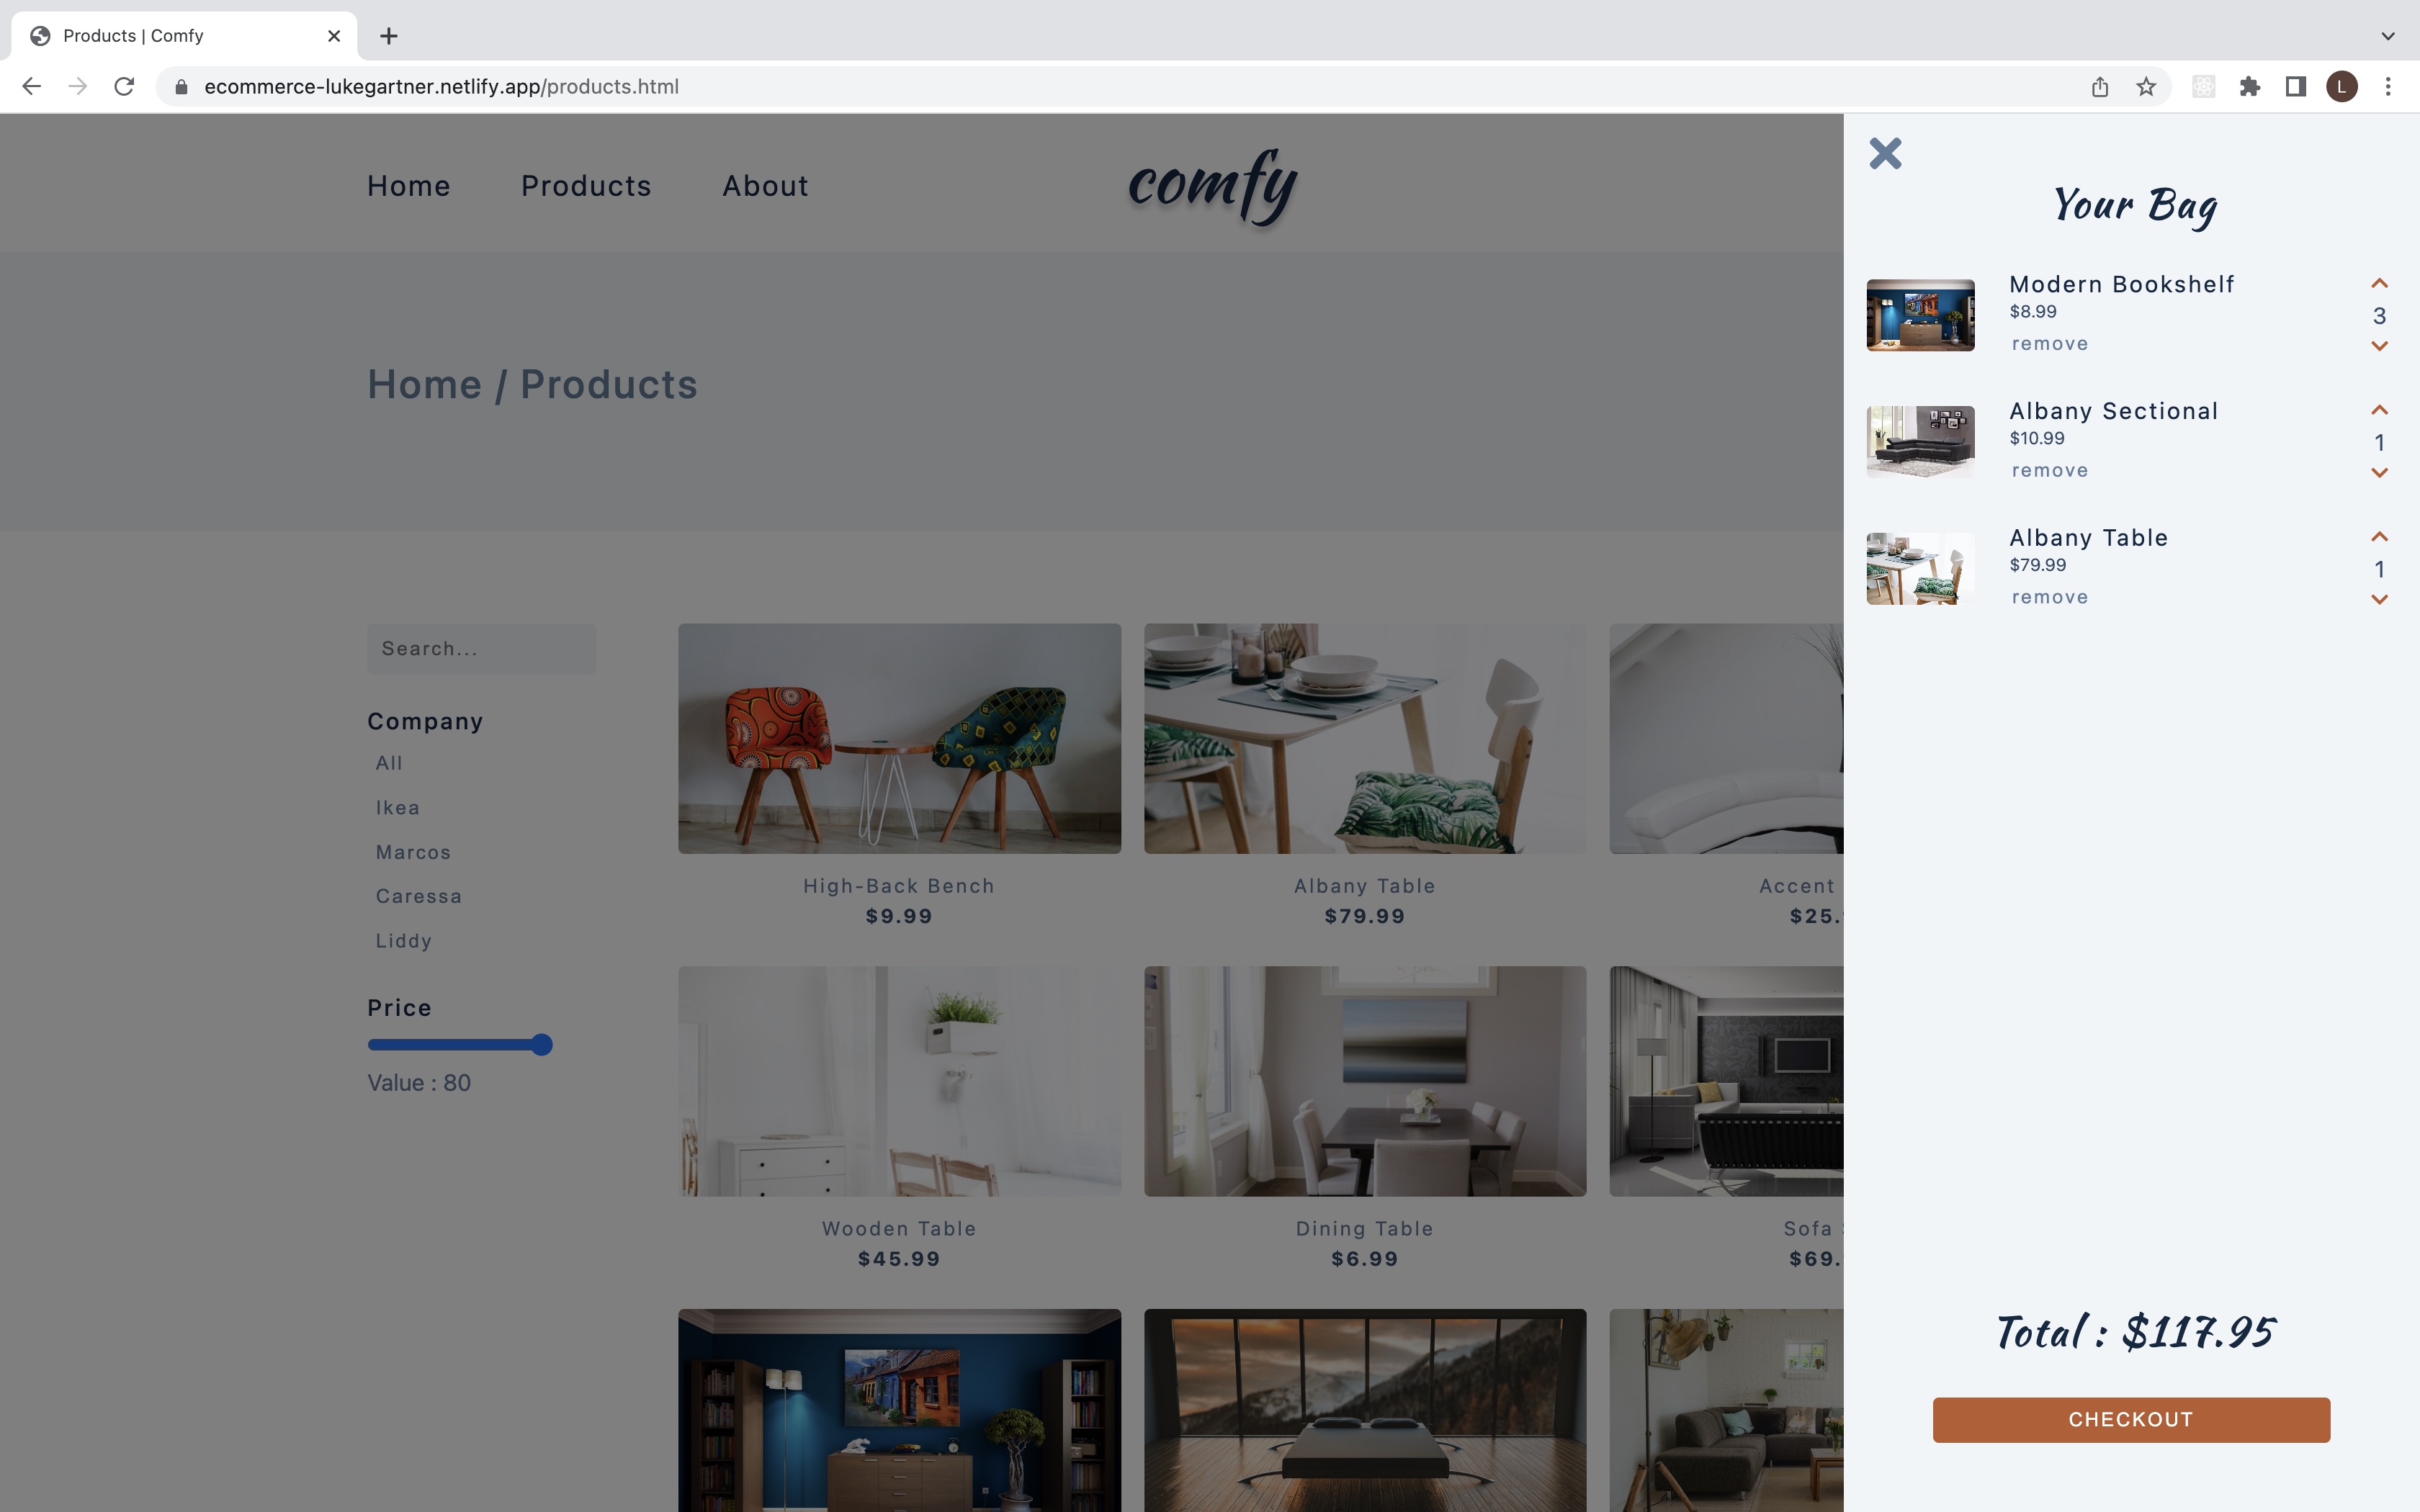 Products | Comfy
ecommerce-lukegartner.netlify.app/products.html
L
Home Products About
comfy
Home / Products
Search...
Company
All
Ikea
Marcos
Caressa
Liddy
Price
Value : 80
High-Back Bench
$9.99
Albany Table
$79.99
Accent
$25.
Wooden Table
$45.99
Dining Table
$6.99
Sofa
$69.
Your Bag
Modern Bookshelf
$8.99
remove
3
Albany Sectional
$10.99
remove
1
Albany Table
$79.99
remove
1
Total : $117.95
CHECKOUT